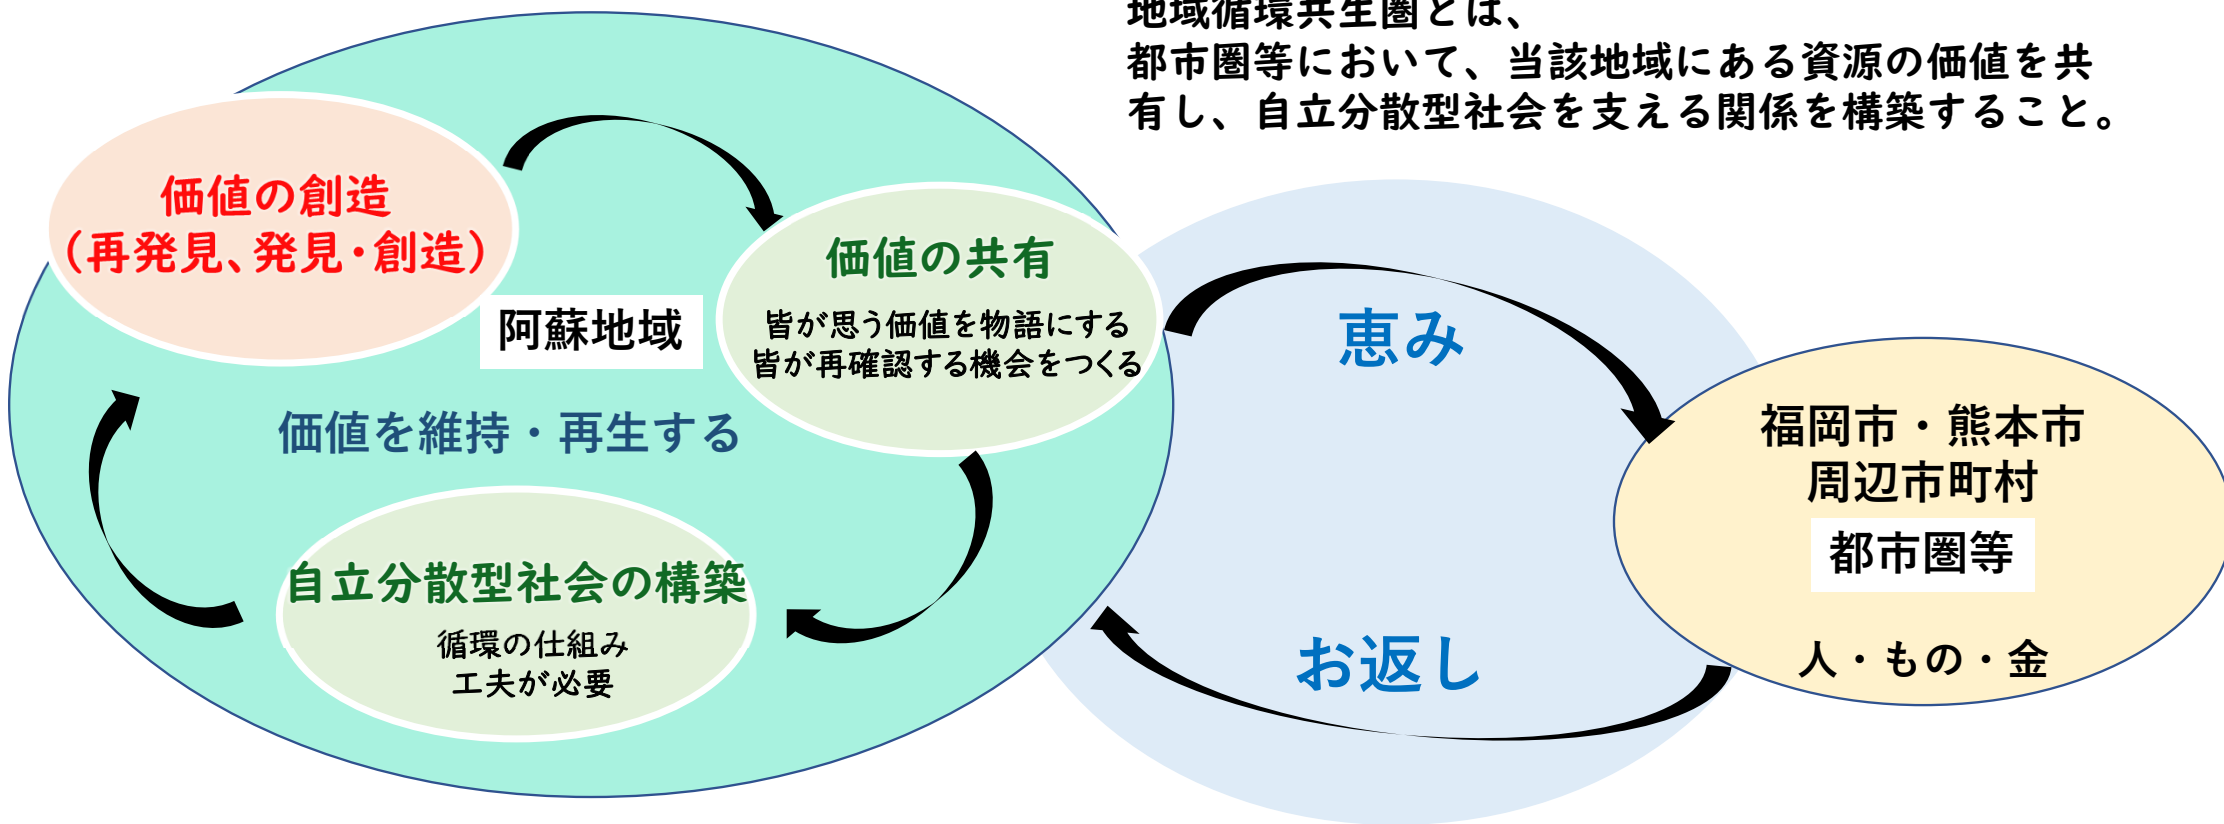 地域循環共生圏とは、
都市圏等において、当該地域にある資源の価値を共
有し、自立分散型社会を支える関係を構築すること。
価値の創造
（再発見、発見・創造）
価値の共有
皆が思う価値を物語にする
皆が再確認する機会をつくる
阿蘇地域
価値を維持・再生する
自立分散型社会の構築
循環の仕組み
工夫が必要
恵み
お返し
福岡市・熊本市
周辺市町村
都市圏等
人・もの・金